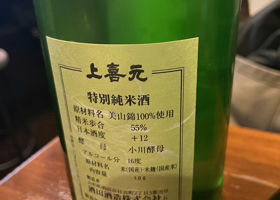 上喜元
特別純米酒
原材料名 美山錦100%使用
精米歩合 55%
日本酒度 +12
酵母 小川酵母
アルコール分 16度
原材料名 米(国産)・米麹(国産米)
内容量
酒田酒造株式会社